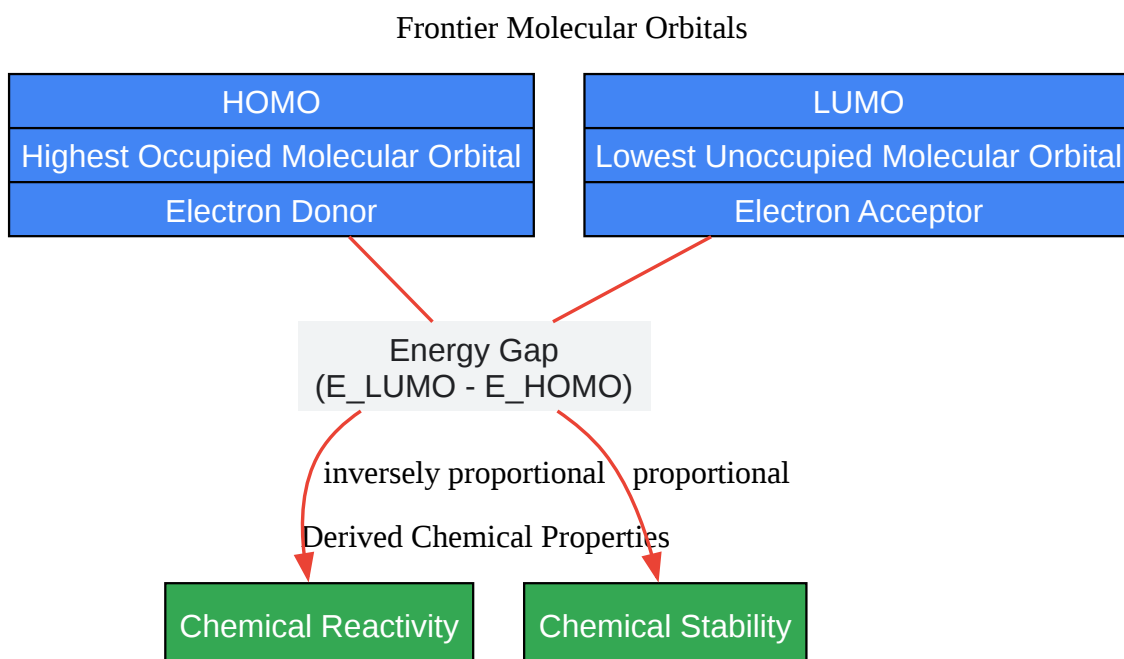 Frontier Molecular Orbitals
HOMO
Highest Occupied Molecular Orbital
Electron Donor
LUMO
Lowest Unoccupied Molecular Orbital
Electron Acceptor
Energy Gap
(E_LUMO - E_HOMO)
inversely proportional
proportional
Derived Chemical Properties
Chemical Reactivity
Chemical Stability